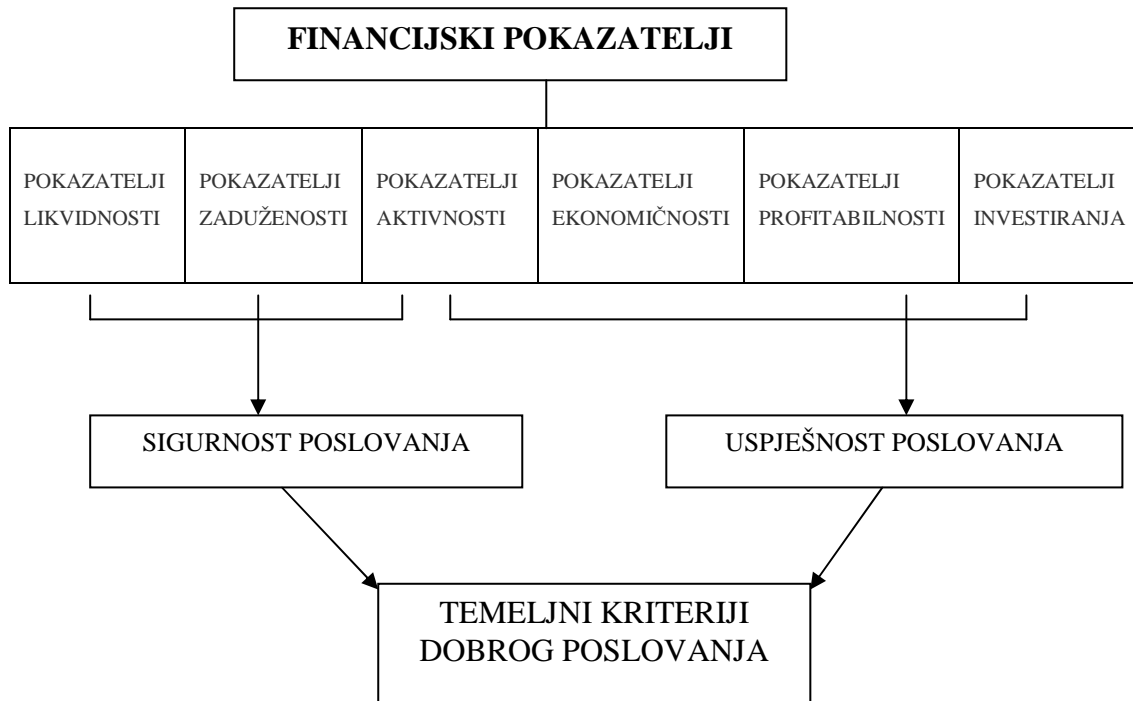 FINANCIJSKI POKAZATELJI
POKAZATELJI
LIKVIDNOSTI
POKAZATELJI
ZADUŽENOSTI
POKAZATELJI
AKTIVNOSTI
POKAZATELJI
EKONOMIČNOSTI
POKAZATELJI
PROFITABILNOSTI
POKAZATELJI
INVESTIRANJA
SIGURNOST POSLOVANJA
USPJEŠNOST POSLOVANJA
TEMELJNI KRITERIJI
DOBROG POSLOVANJA